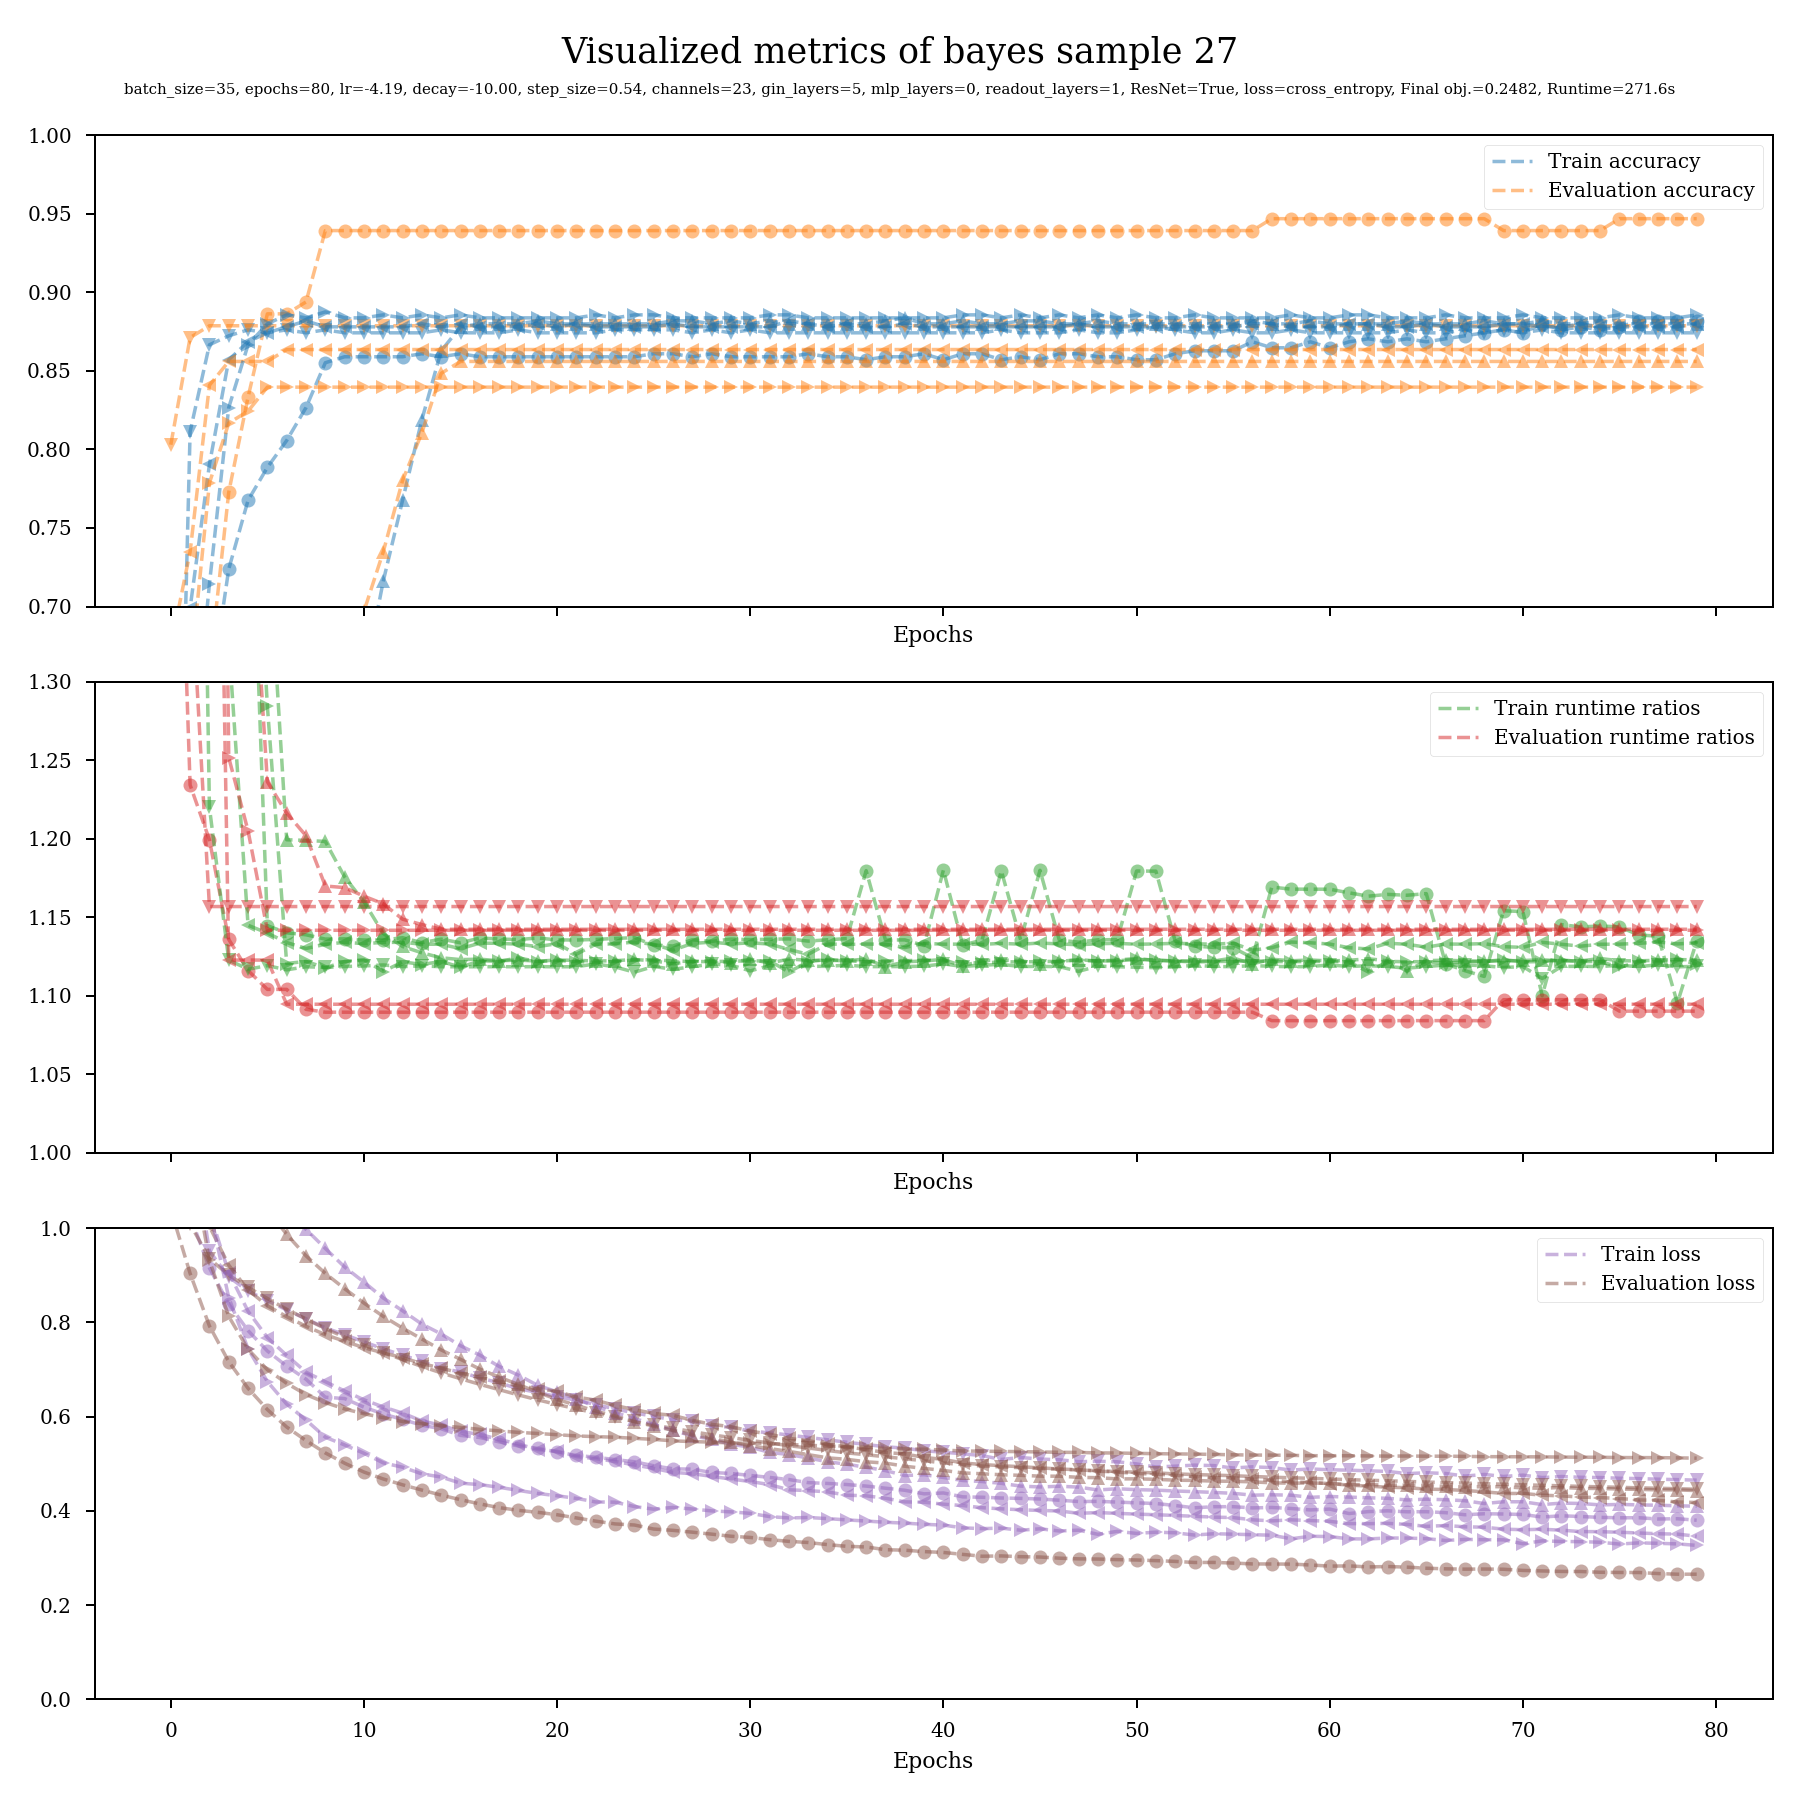 Visualized metrics of bayes sample 27
batch_size=35, epochs=80, lr=-4.19, decay=-10.00, step_size=0.54, channels=23, gin_layers=5, mlp_layers=0, readout_layers=1, ResNet=True, loss=cross_entropy, Final obj.=0.2482, Runtime=271.6s
1.00
0.95
0.90
0.85
0.80
0.75
0.70
Train accuracy
Evaluation accuracy
Epochs
1.30
1.25
1.20
1.15
1.10
1.05
1.00
Train runtime ratios
Evaluation runtime ratios
Epochs
1.0
0.8
0.6
0.4
0.2
0.0
Train loss
Evaluation loss
0 10 20 30 40 50 60 70 80
Epochs